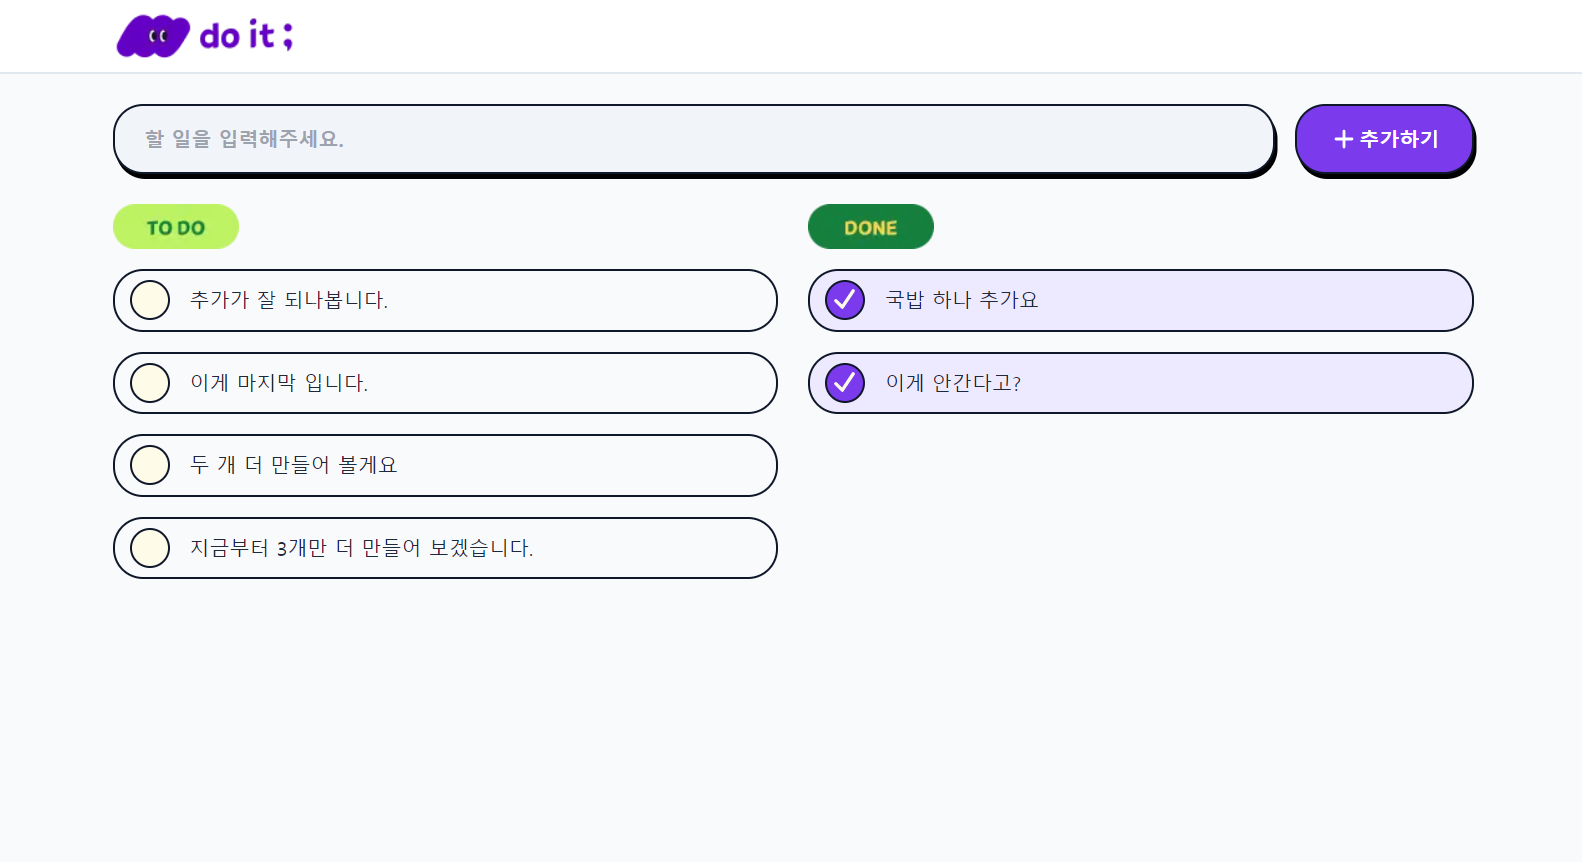 do it ;
할 일을 입력해주세요.
+ 추가하기
TO DO
추가가 잘 되나봅니다.
이게 마지막 입니다.
두 개 더 만들어 볼게요
지금부터 3개만 더 만들어 보겠습니다.
DONE
국밥 하나 추가요
이게 안간다고?